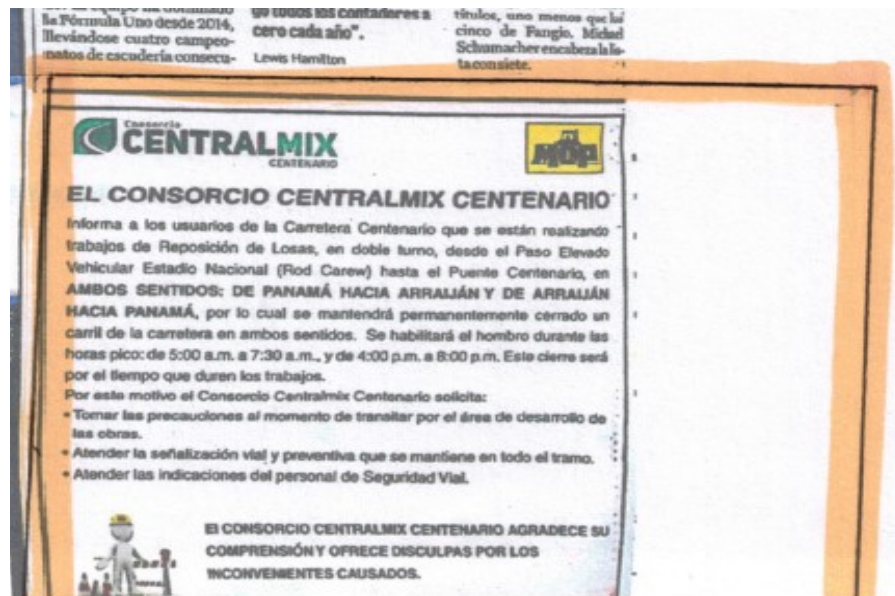 la Fórmula Uno desde 2014,
llevándose cuatro campeo-
natos de escudería consecu-
go todos los contadores a
cero cada año".
Lewis Hamilton
títulos, uno menos que los
cinco de Fangio. Michael
Schumacher encabeza la lis-
ta con siete.
Consorcio
CENTRALMIX
CENTENARIO
MOP
EL CONSORCIO CENTRALMIX CENTENARIO
Informa a los usuarios de la Carretera Centenario que se están realizando
trabajos de Reposición de Losas, en doble turno, desde el Paso Elevado
Vehicular Estadio Nacional (Rod Carew) hasta el Puente Centenario, en
AMBOS SENTIDOS: DE PANAMÁ HACIA ARRAIJÁN Y DE ARRAIJÁN
HACIA PANAMÁ, por lo cual se mantendrá permanentemente cerrado un
carril de la carretera en ambos sentidos. Se habilitará el hombro durante las
horas pico: de 5:00 a.m. a 7:30 a.m., y de 4:00 p.m. a 8:00 p.m. Este cierre será
por el tiempo que duren los trabajos.
Por este motivo el Consorcio Centralmix Centenario solicita:
• Tomar las precauciones al momento de transitar por el área de desarrollo de
las obras.
• Atender la señalización vial y preventiva que se mantiene en todo el tramo.
• Atender las indicaciones del personal de Seguridad Vial.
El CONSORCIO CENTRALMIX CENTENARIO AGRADECE SU
COMPRENSIÓN Y OFRECE DISCULPAS POR LOS
INCONVENIENTES CAUSADOS.